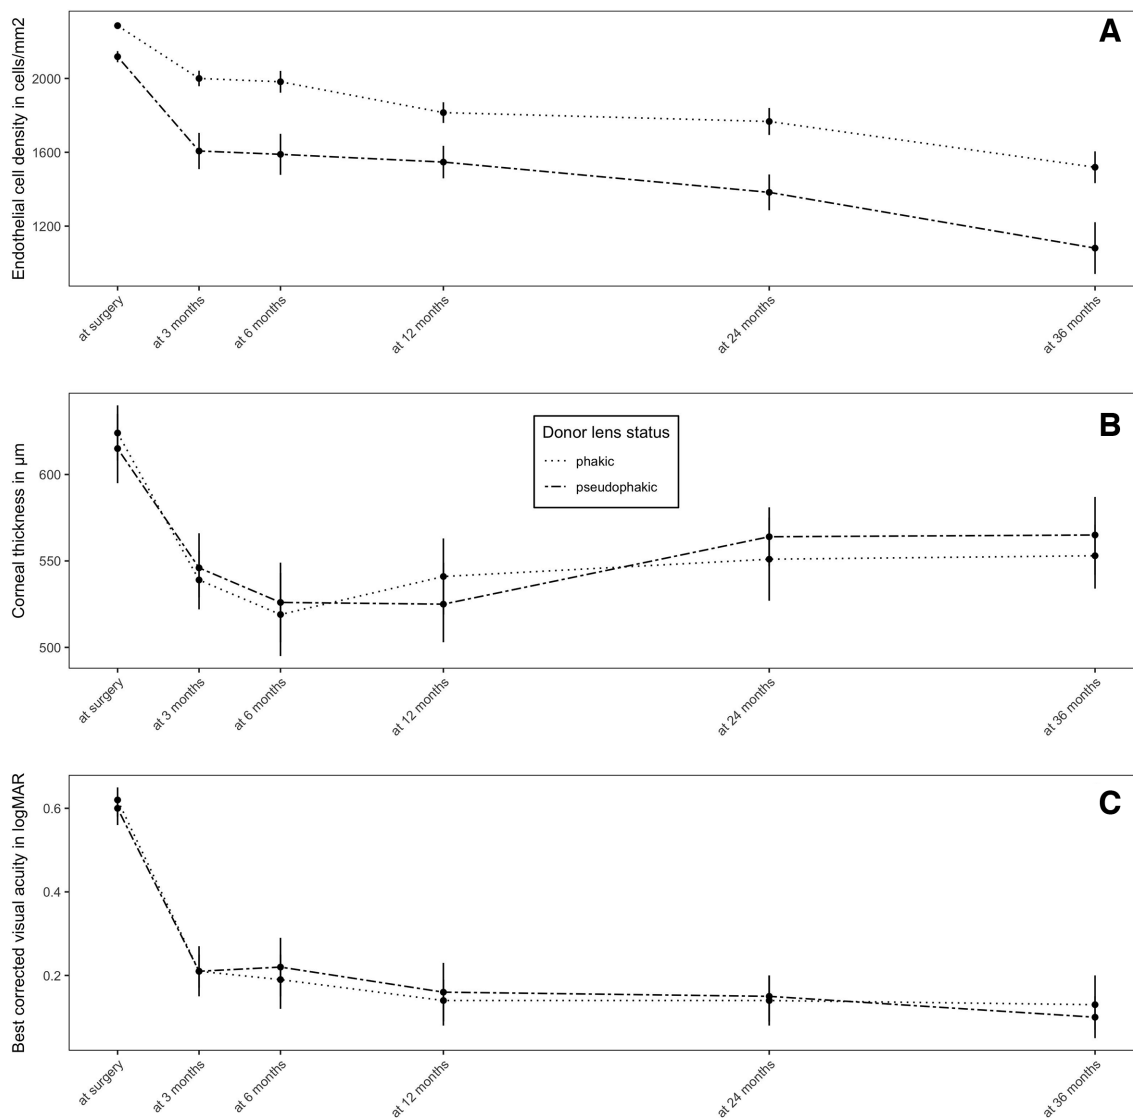 A
Endothelial cell density in cells/mm2
2000
1600
1200
at surgery
at 3 months
at 6 months
at 12 months
at 24 months
at 36 months
B
Corneal thickness in µm
600
550
500
Donor lens status
phakic
pseudophakic
at surgery
at 3 months
at 6 months
at 12 months
at 24 months
at 36 months
C
Best corrected visual acuity in logMAR
0.6
0.4
0.2
at surgery
at 3 months
at 6 months
at 12 months
at 24 months
at 36 months